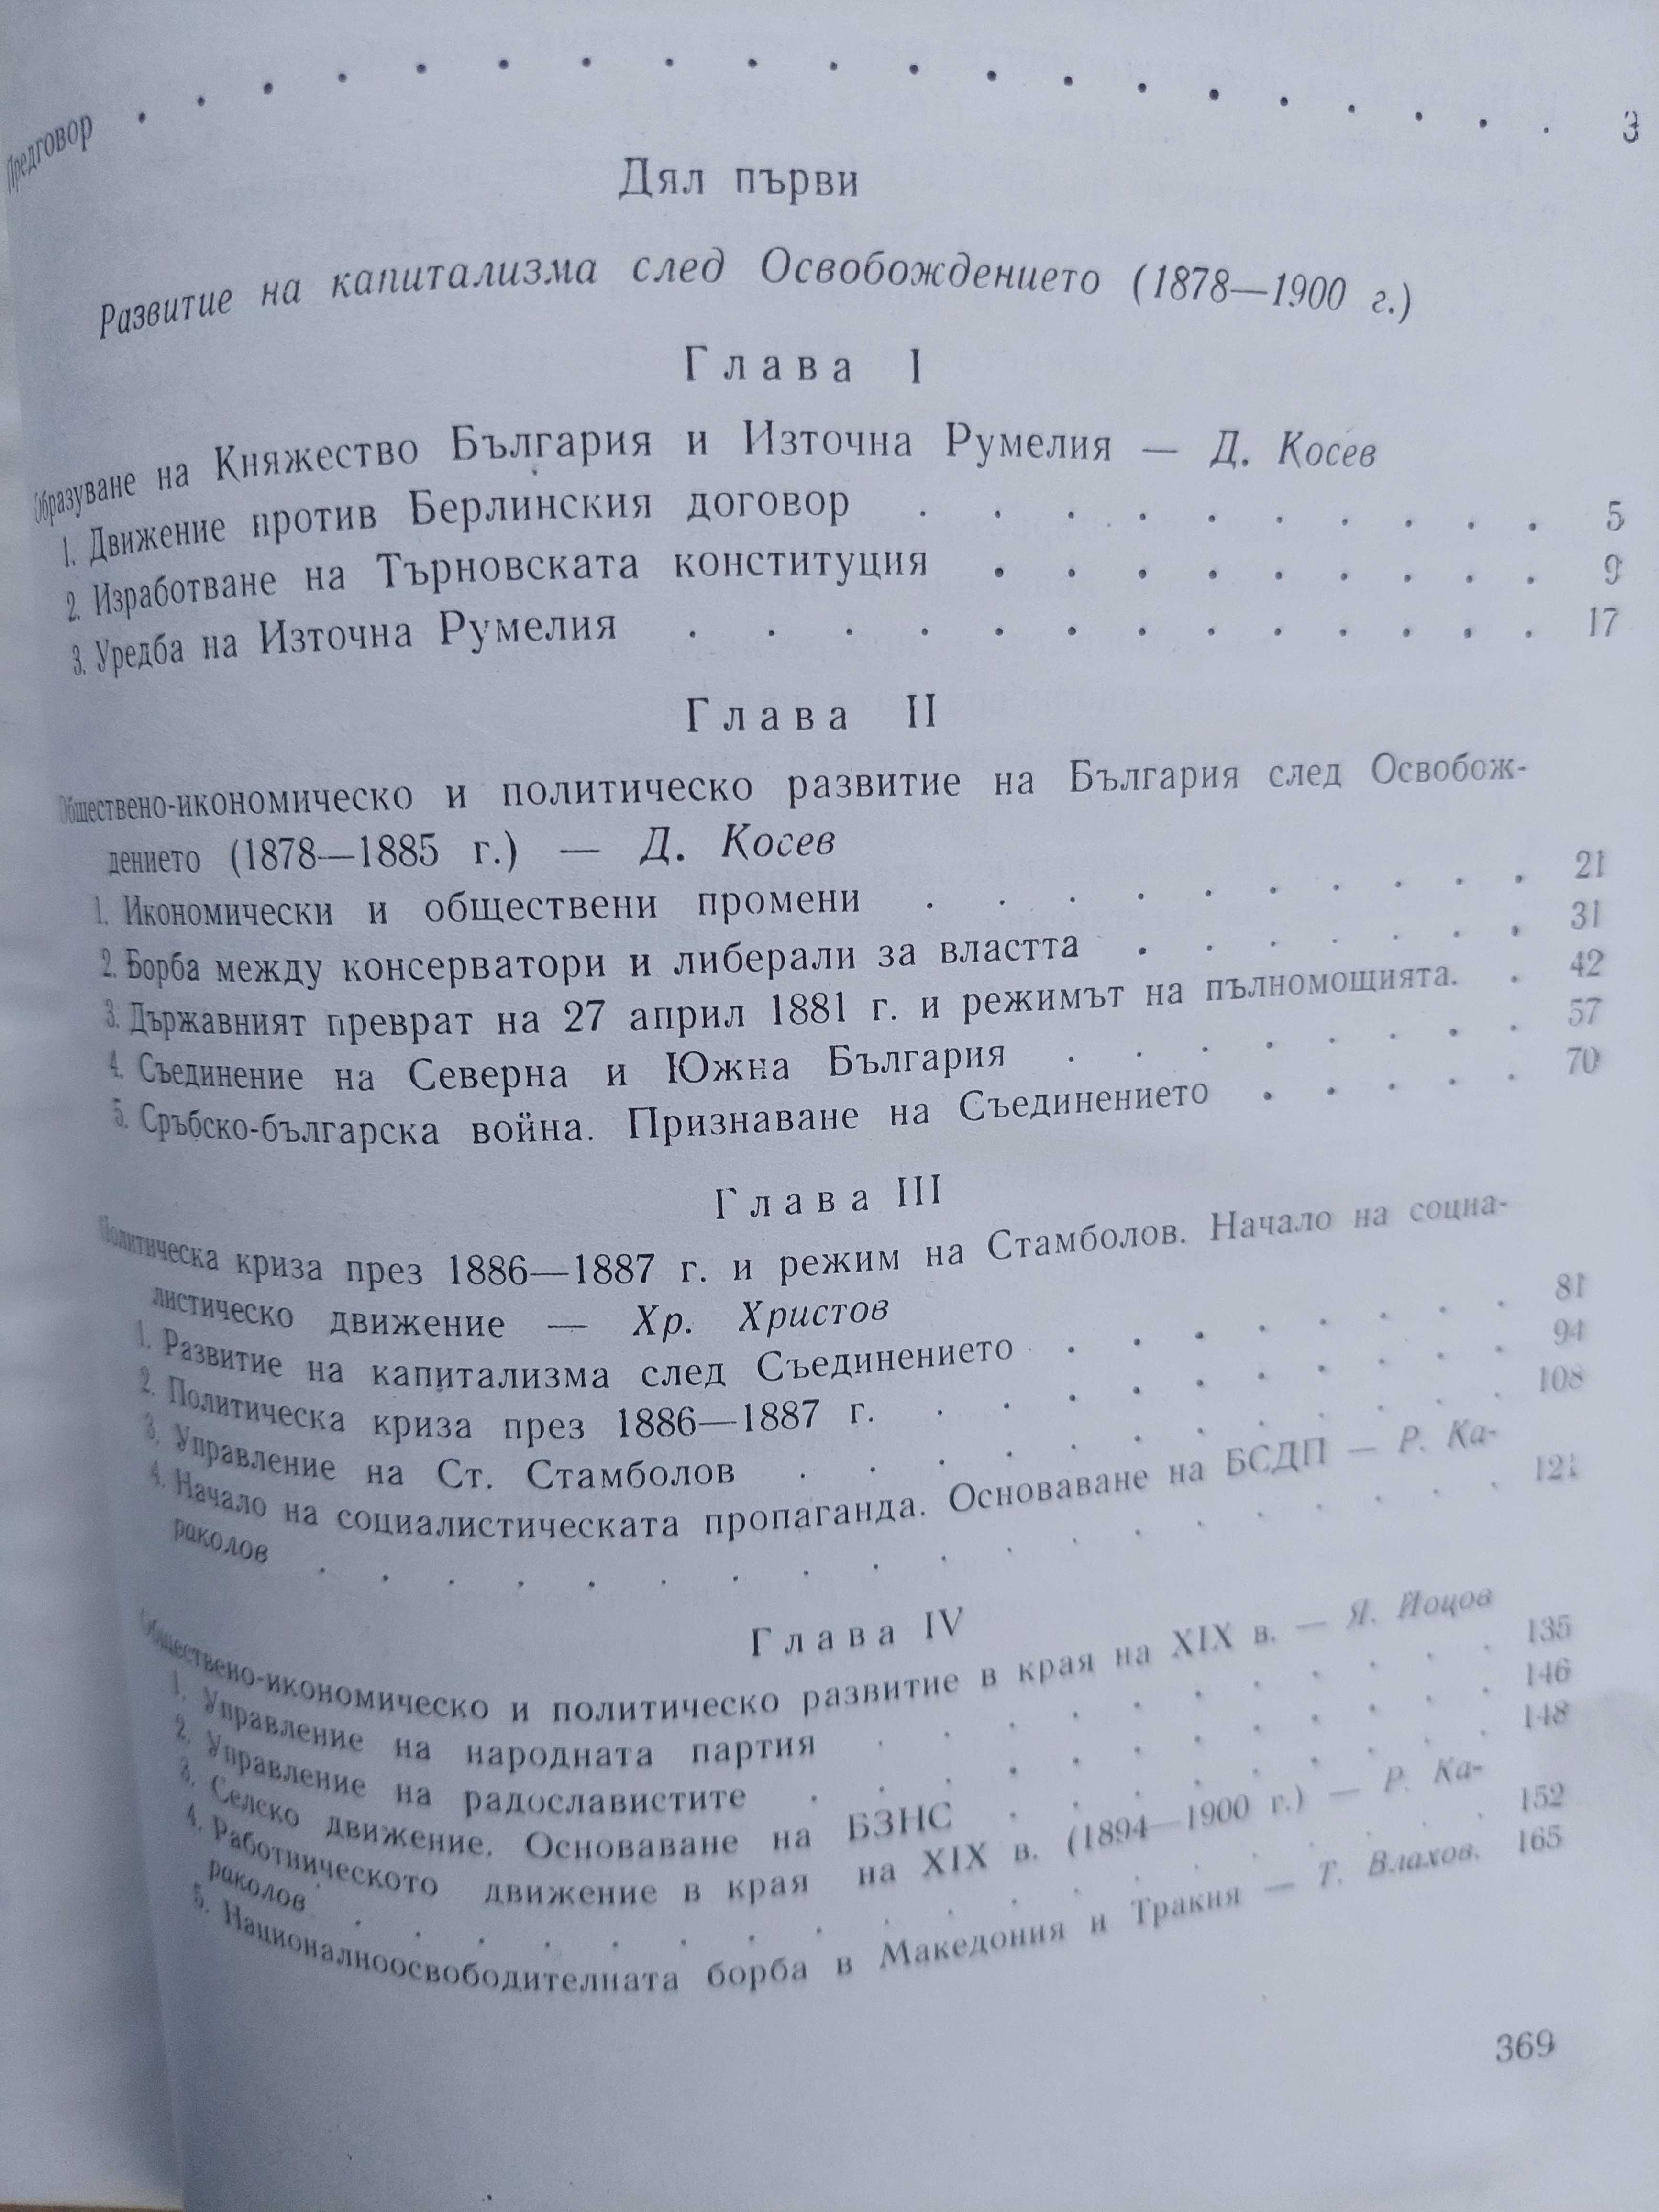 Предговор . . . . . . . . . . . . . . . . . . . . 3
Дял първи
Развитие на капитализма след Освобождението (1878—1900 г.)
Глава I
Образуване на Княжество България и Източна Румелия — Д. Косев
1. Движение против Берлинския договор . . . . . . . . . 5
2. Изработване на Търновската конституция . . . . . . . . 9
3. Уредба на Източна Румелия . . . . . . . . . . . . 17
Глава II
Обществено-икономическо и политическо развитие на България след Освобож-
дението (1878—1885 г.) — Д. Косев
1. Икономически и обществени промени . . . . . . . . . 21
2. Борба между консерватори и либерали за властта . . . . . . 31
3. Държавният преврат на 27 април 1881 г. и режимът на пълномощията. . 42
4. Съединение на Северна и Южна България . . . . . . . 57
5. Сръбско-българска война. Признаване на Съединението . . . . 70
Глава III
Политическа криза през 1886—1887 г. и режим на Стамболов. Начало на социа-
листическо движение — Хр. Христов
1. Развитие на капитализма след Съединението . . . . . . . 81
2. Политическа криза през 1886—1887 г. . . . . . . . . . 94
3. Управление на Ст. Стамболов . . . . . . . . . . 108
4. Начало на социалистическата пропаганда. Основаване на БСДП — Р. Ка-
раколов . . . . . . . . . . . . . . . . . 121
Глава IV
Обществено-икономическо и политическо развитие в края на XIX в. — Я. Йоцов
1. Управление на народната партия . . . . . . . . . 135
2. Управление на радославистите . . . . . . . . . . 146
3. Селско движение. Основаване на БЗНС . . . . . . . 148
4. Работническото движение в края на XIX в. (1894—1900 г.) — Р. Ка-
раколов . . . . . . . . . . . . . . . . . 152
5. Националноосвободителната борба в Македония и Тракия — Т. Влахов. 165
369